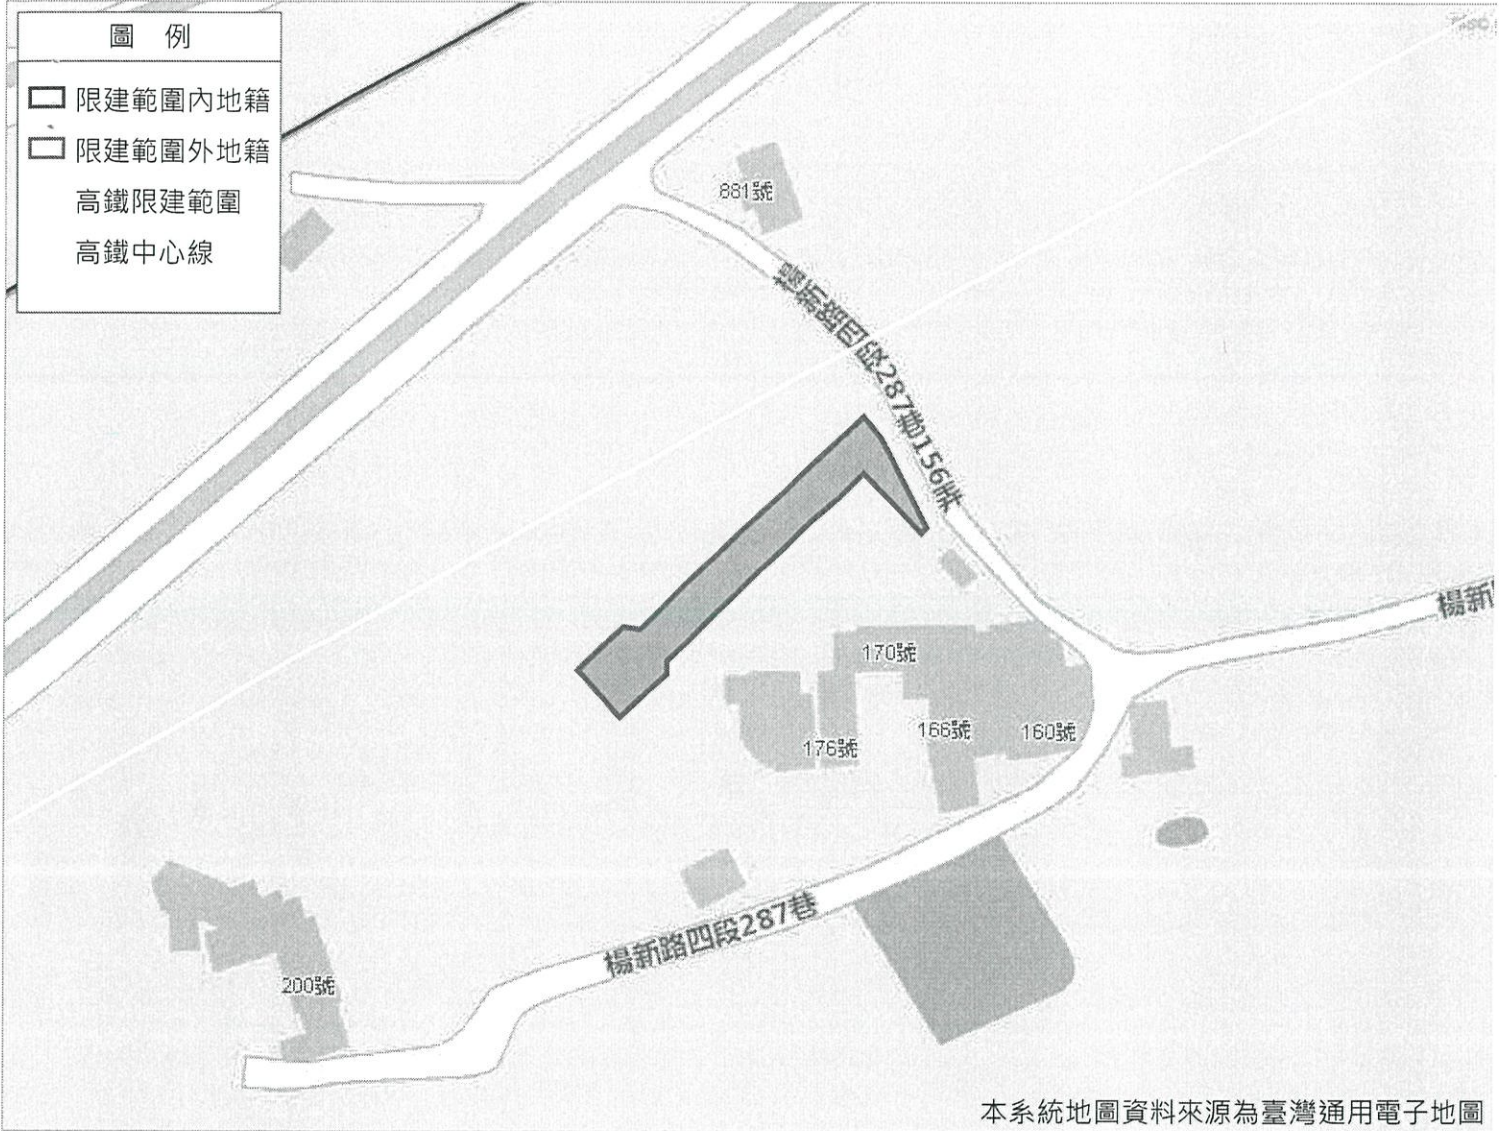 圖 例
限建範圍內地籍
限建範圍外地籍
高鐵限建範圍
高鐵中心線
881號
楊新路四段287巷156弄
楊新
170號
176號
166號
160號
楊新路四段287巷
200號
本系統地圖資料來源為臺灣通用電子地圖